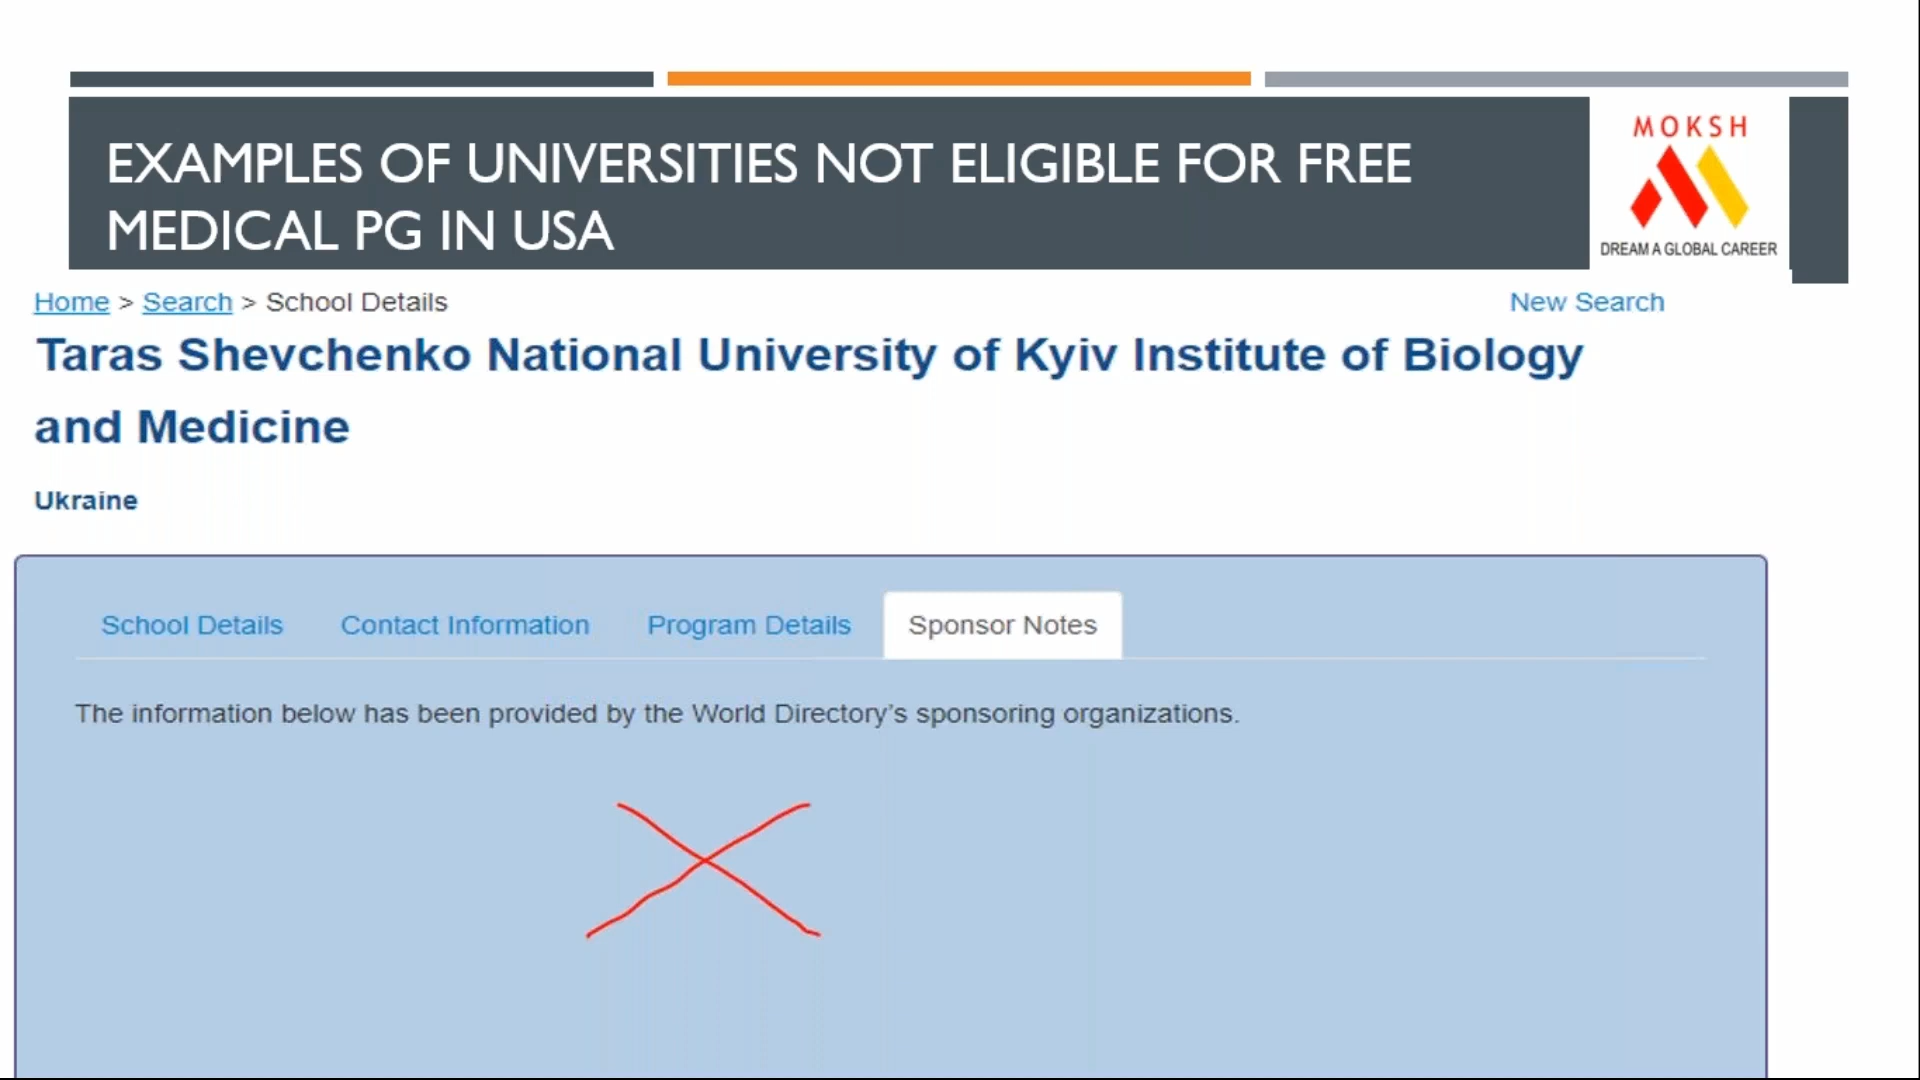 EXAMPLES OF UNIVERSITIES NOT ELIGIBLE FOR FREE
MEDICAL PG IN USA
MOKSH
DREAM A GLOBAL CAREER
Home > Search > School Details
New Search
Taras Shevchenko National University of Kyiv Institute of Biology
and Medicine
Ukraine
School Details Contact Information Program Details Sponsor Notes
The information below has been provided by the World Directory's sponsoring organizations.